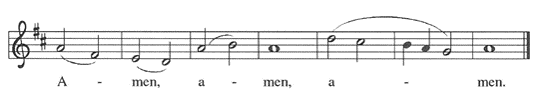 A - men, a - men, a - men.